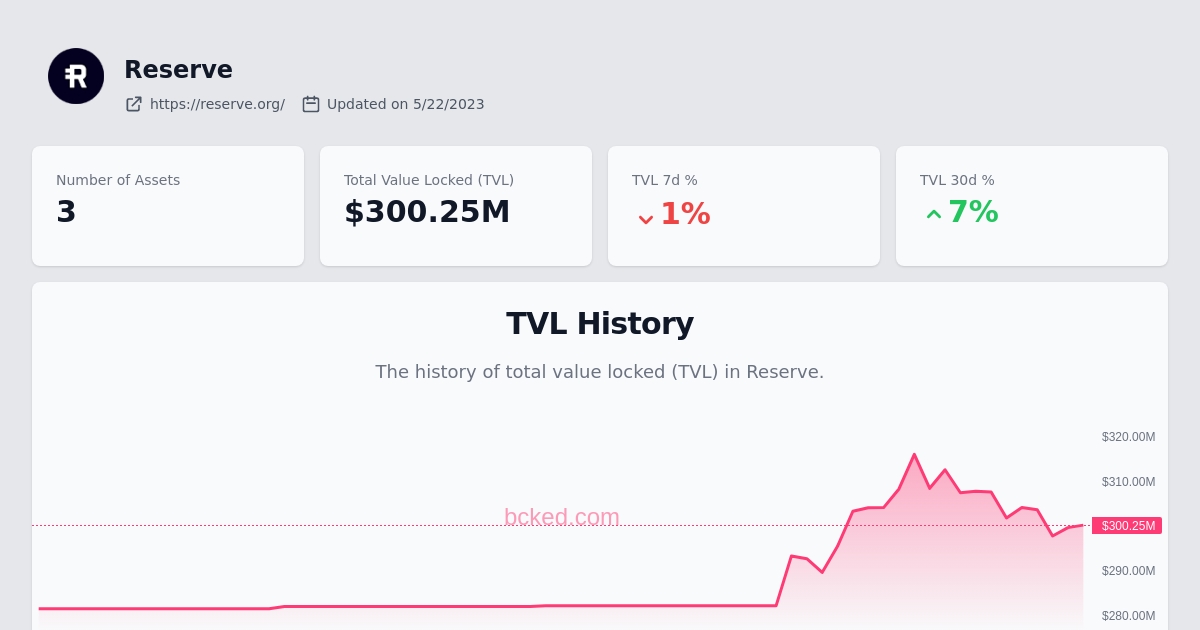 Reserve
https://reserve.org/ Updated on 5/22/2023
Number of Assets
3
Total Value Locked (TVL)
$300.25M
TVL 7d %
1%
TVL 30d %
7%
TVL History
The history of total value locked (TVL) in Reserve.
$320.00M
$310.00M
bcked.com
$300.25M
$290.00M
$280.00M